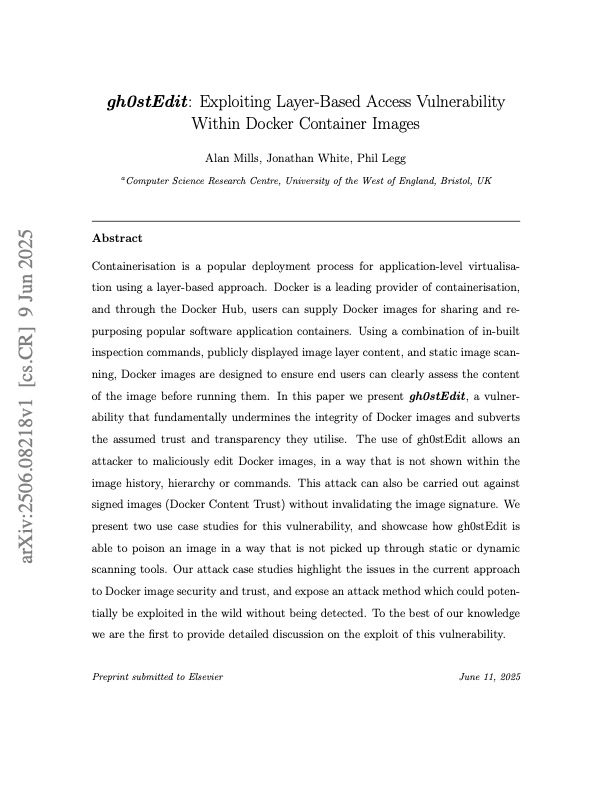 gh0stEdit: Exploiting Layer-Based Access Vulnerability
Within Docker Container Images
Alan Mills, Jonathan White, Phil Legg
aComputer Science Research Centre, University of the West of England, Bristol, UK
Abstract
Containerisation is a popular deployment process for application-level virtualisa-
tion using a layer-based approach. Docker is a leading provider of containerisation,
and through the Docker Hub, users can supply Docker images for sharing and re-
purposing popular software application containers. Using a combination of in-built
inspection commands, publicly displayed image layer content, and static image scan-
ning, Docker images are designed to ensure end users can clearly assess the content
of the image before running them. In this paper we present gh0stEdit, a vulner-
ability that fundamentally undermines the integrity of Docker images and subverts
the assumed trust and transparency they utilise. The use of gh0stEdit allows an
attacker to maliciously edit Docker images, in a way that is not shown within the
image history, hierarchy or commands. This attack can also be carried out against
signed images (Docker Content Trust) without invalidating the image signature. We
present two use case studies for this vulnerability, and showcase how gh0stEdit is
able to poison an image in a way that is not picked up through static or dynamic
scanning tools. Our attack case studies highlight the issues in the current approach
to Docker image security and trust, and expose an attack method which could poten-
tially be exploited in the wild without being detected. To the best of our knowledge
we are the first to provide detailed discussion on the exploit of this vulnerability.
Preprint submitted to Elsevier
June 11, 2025
arXiv:2506.08218v1 [cs.CR] 9 Jun 2025